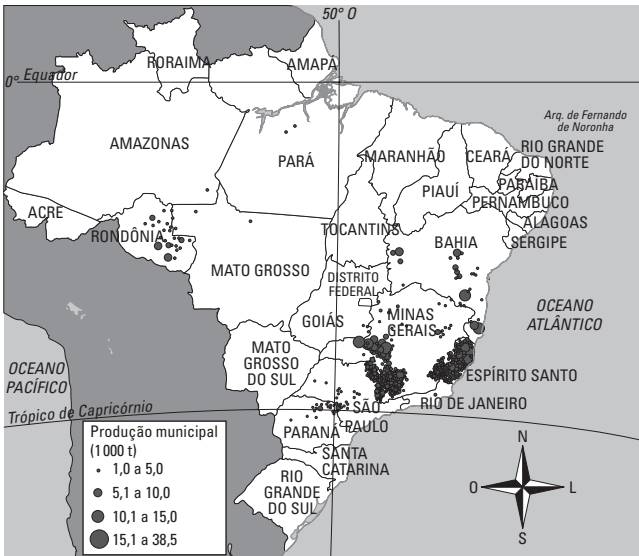 50° O
RORAIMA
AMAPÁ
0° Equador
Arq. de Fernando
de Noronha
AMAZONAS
PARÁ
MARANHÃO
CEARÁ
RIO GRANDE
DO NORTE
PARAÍBA
PIAUÍ
PERNAMBUCO
ACRE
ALAGOAS
RONDÔNIA
TOCANTINS
BAHIA
SERGIPE
MATO GROSSO
DISTRITO
FEDERAL
GOIÁS
MINAS
GERAIS
OCEANO
ATLÂNTICO
MATO
GROSSO
DO SUL
OCEANO
PACÍFICO
ESPÍRITO SANTO
RIO DE JANEIRO
Trópico de Capricórnio
SÃO
PAULO
PARANÁ
SANTA
CATARINA
RIO
GRANDE
DO SUL
Produção municipal
(1 000 t)
1,0 a 5,0
5,1 a 10,0
10,1 a 15,0
15,1 a 38,5
N
O
L
S